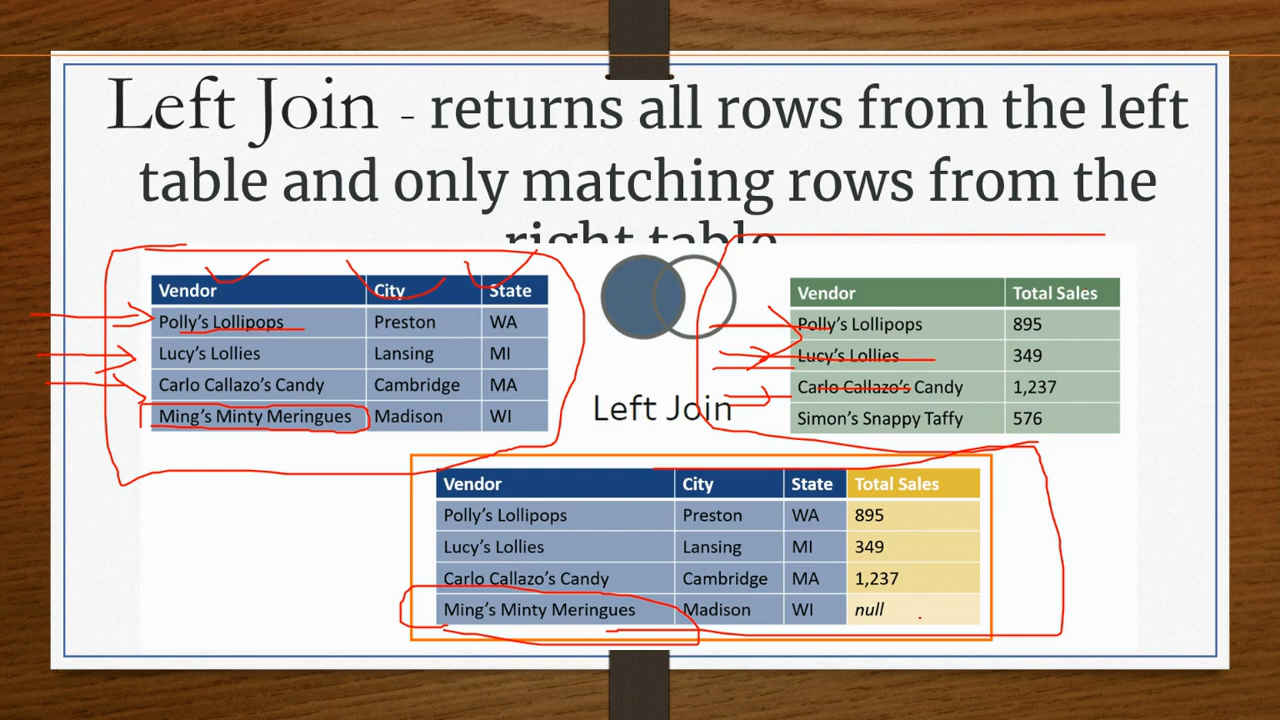 Left Join - returns all rows from the left
table and only matching rows from the
right table
Vendor City State
Polly's Lollipops Preston WA
Lucy's Lollies Lansing MI
Carlo Callazo's Candy Cambridge MA
Ming's Minty Meringues Madison WI
Left Join
Vendor Total Sales
Polly's Lollipops 895
Lucy's Lollies 349
Carlo Callazo's Candy 1,237
Simon's Snappy Taffy 576
Vendor City State Total Sales
Polly's Lollipops Preston WA 895
Lucy's Lollies Lansing MI 349
Carlo Callazo's Candy Cambridge MA 1,237
Ming's Minty Meringues Madison WI null